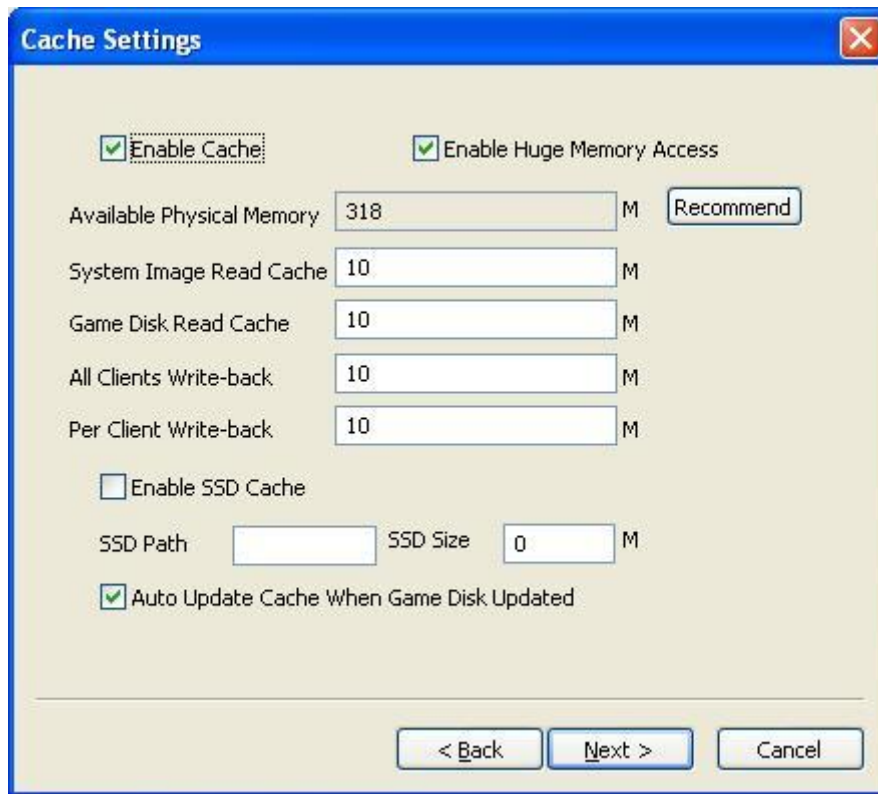 Cache Settings
Enable Cache Enable Huge Memory Access
Available Physical Memory 318 M Recommend
System Image Read Cache 10 M
Game Disk Read Cache 10 M
All Clients Write-back 10 M
Per Client Write-back 10 M
Enable SSD Cache
SSD Path SSD Size 0 M
Auto Update Cache When Game Disk Updated
< Back Next > Cancel